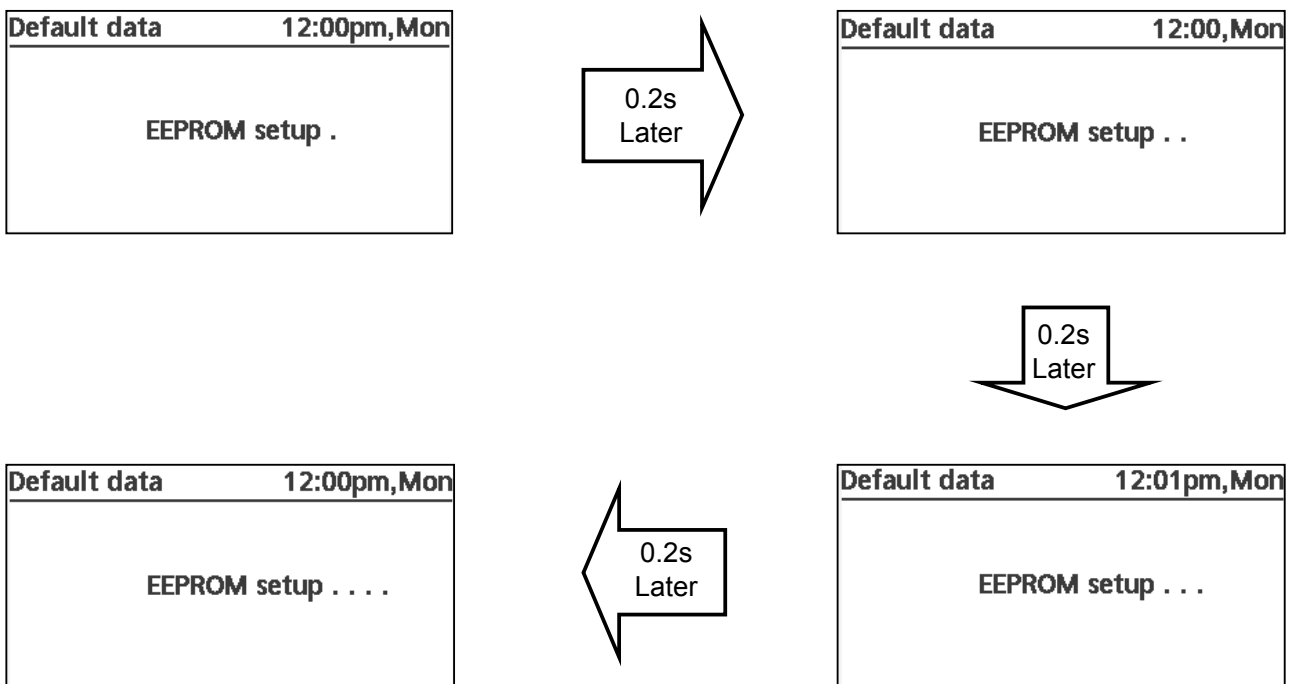 Default data 12:00pm,Mon
EEPROM setup .
0.2s
Later
Default data 12:00,Mon
EEPROM setup . .
0.2s
Later
Default data 12:01pm,Mon
EEPROM setup . . .
0.2s
Later
Default data 12:00pm,Mon
EEPROM setup . . . .